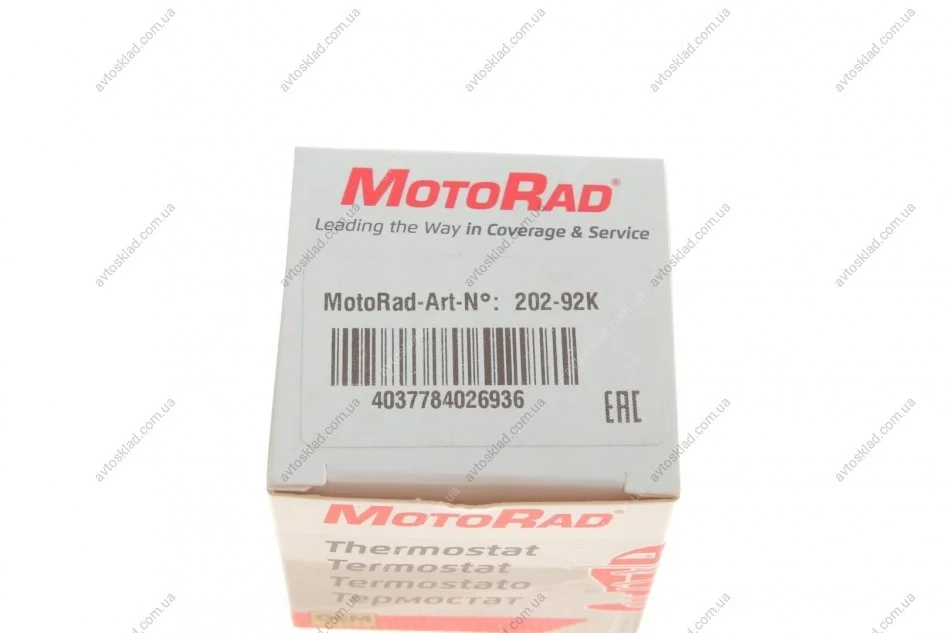 MOTORAD®
Leading the Way in Coverage & Service
MotoRad-Art-N°: 202-92K
4037784026936
EAC
MOTORAD®
Thermostat
Termostat
Termostato
Термостат
avtosklad.com.ua